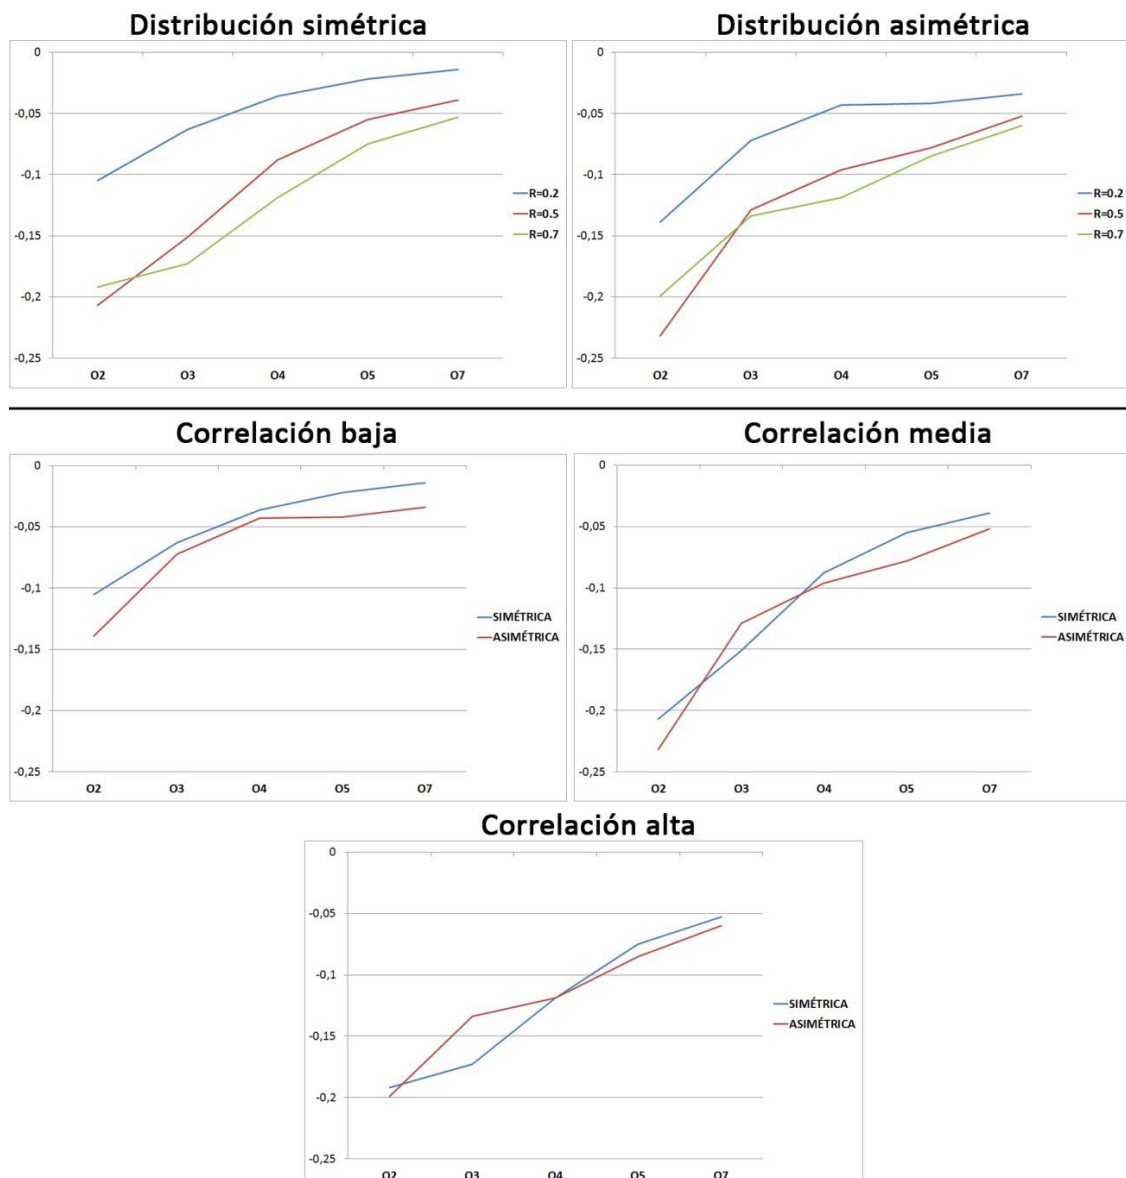 Distribución simétrica
0
-0,05
-0,1
-0,15
-0,2
-0,25
O2 O3 O4 O5 O7
R=0.2
R=0.5
R=0.7
Distribución asimétrica
0
-0,05
-0,1
-0,15
-0,2
-0,25
O2 O3 O4 O5 O7
R=0.2
R=0.5
R=0.7
Correlación baja
0
-0,05
-0,1
-0,15
-0,2
-0,25
O2 O3 O4 O5 O7
SIMÉTRICA
ASIMÉTRICA
Correlación media
0
-0,05
-0,1
-0,15
-0,2
-0,25
O2 O3 O4 O5 O7
SIMÉTRICA
ASIMÉTRICA
Correlación alta
0
-0,05
-0,1
-0,15
-0,2
-0,25
O2 O3 O4 O5 O7
SIMÉTRICA
ASIMÉTRICA